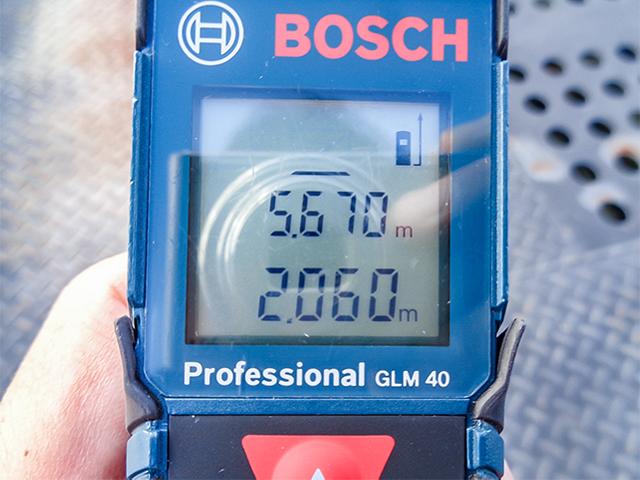 BOSCH
5.670 m
2.060 m
Professional GLM 40